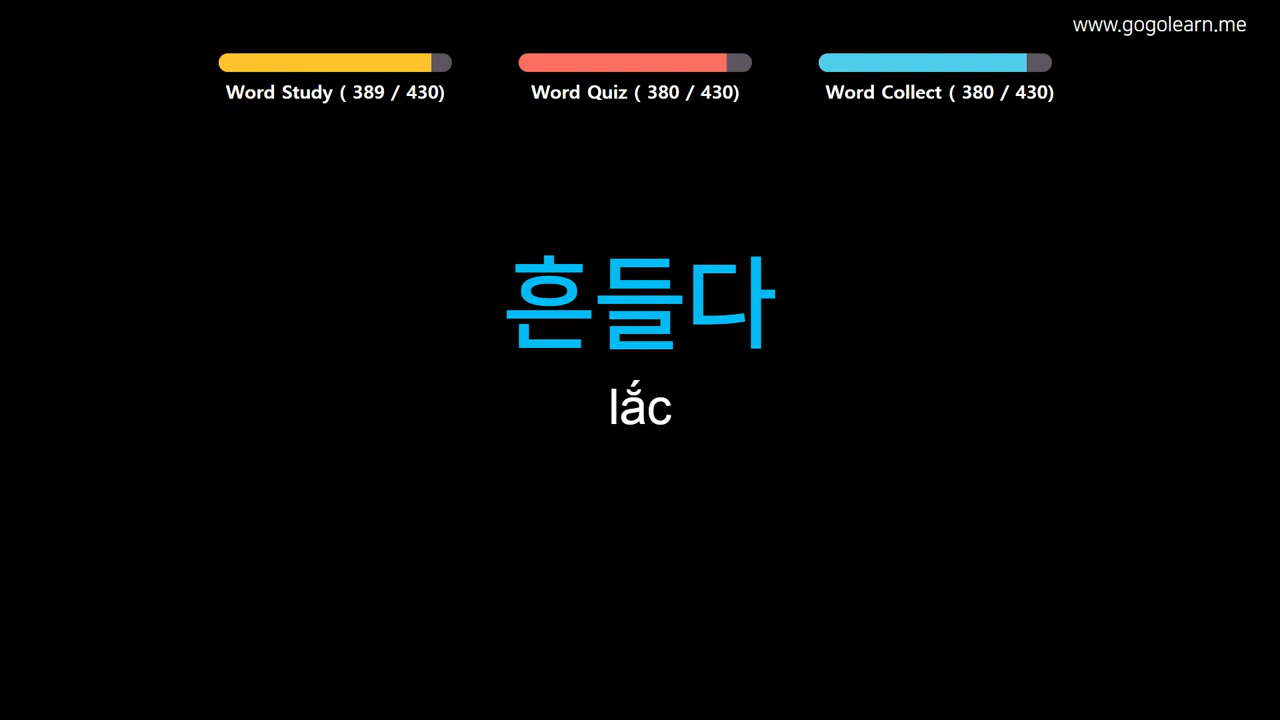 www.gogolearn.me
Word Study ( 389 / 430)
Word Quiz ( 380 / 430)
Word Collect ( 380 / 430)
흔들다
lắc